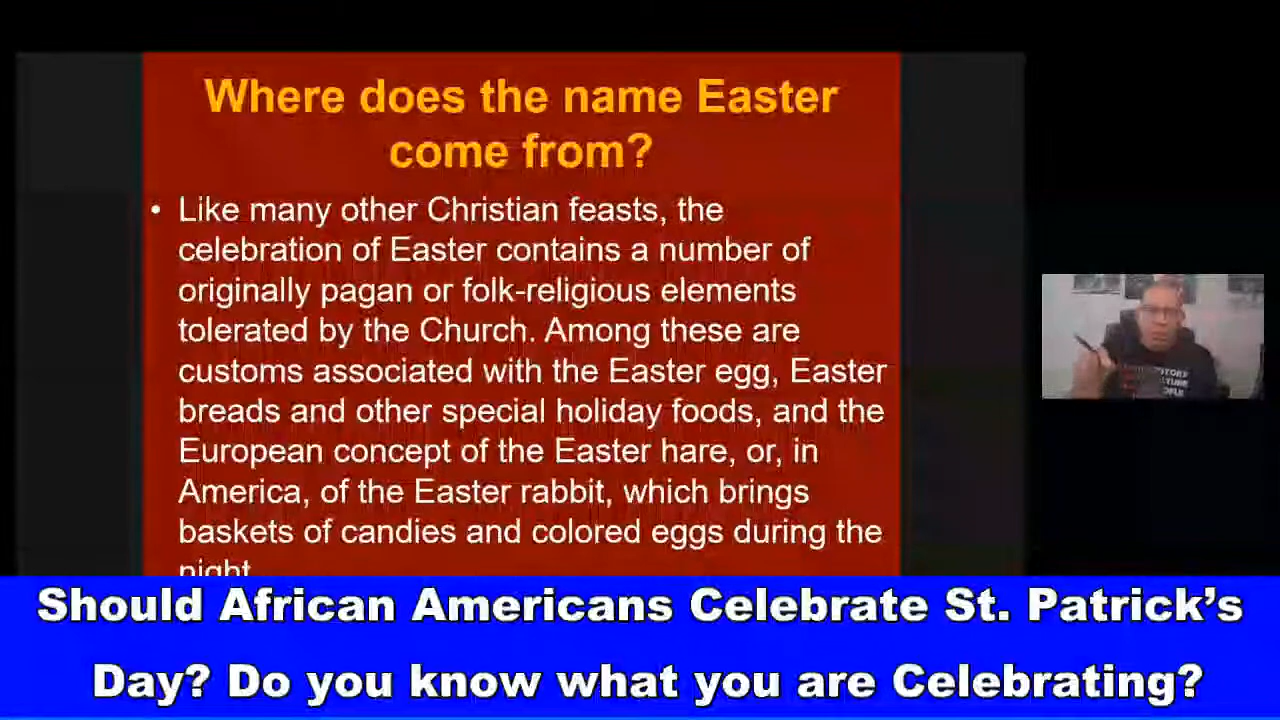 Where does the name Easter
come from?
• Like many other Christian feasts, the
celebration of Easter contains a number of
originally pagan or folk-religious elements
tolerated by the Church. Among these are
customs associated with the Easter egg, Easter
breads and other special holiday foods, and the
European concept of the Easter hare, or, in
America, of the Easter rabbit, which brings
baskets of candies and colored eggs during the
night
Should African Americans Celebrate St. Patrick’s
Day? Do you know what you are Celebrating?